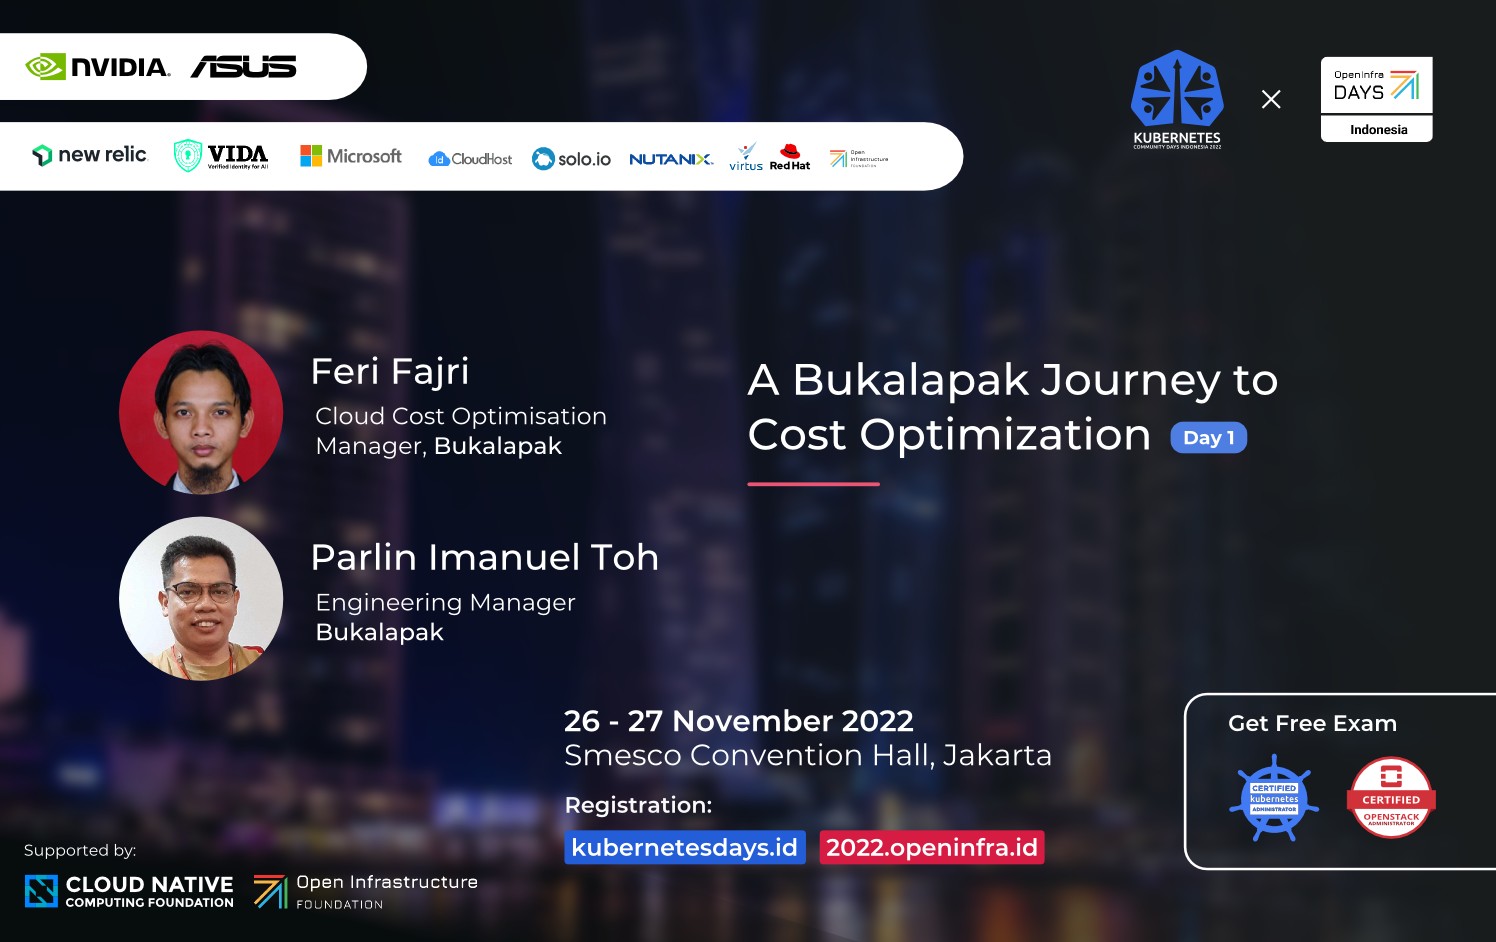 NVIDIA.
ASUS
new relic
VIDA
Verified Identity for All
Microsoft
Id CloudHost
solo.io
NUTANIX.
virtus
Red Hat
Open
Infrastructure
FOUNDATION
KUBERNETES
COMMUNITY DAYS INDONESIA 2022
OpenInfra
DAYS
Indonesia
Feri Fajri
Cloud Cost Optimisation
Manager, Bukalapak
Parlin Imanuel Toh
Engineering Manager
Bukalapak
A Bukalapak Journey to
Cost Optimization Day 1
26 - 27 November 2022
Smesco Convention Hall, Jakarta
Registration:
kubernetesdays.id 2022.openinfra.id
Get Free Exam
CERTIFIED
kubernetes
ADMINISTRATOR
CERTIFIED
OPENSTACK
ADMINISTRATOR
Supported by:
CLOUD NATIVE
COMPUTING FOUNDATION
Open Infrastructure
FOUNDATION